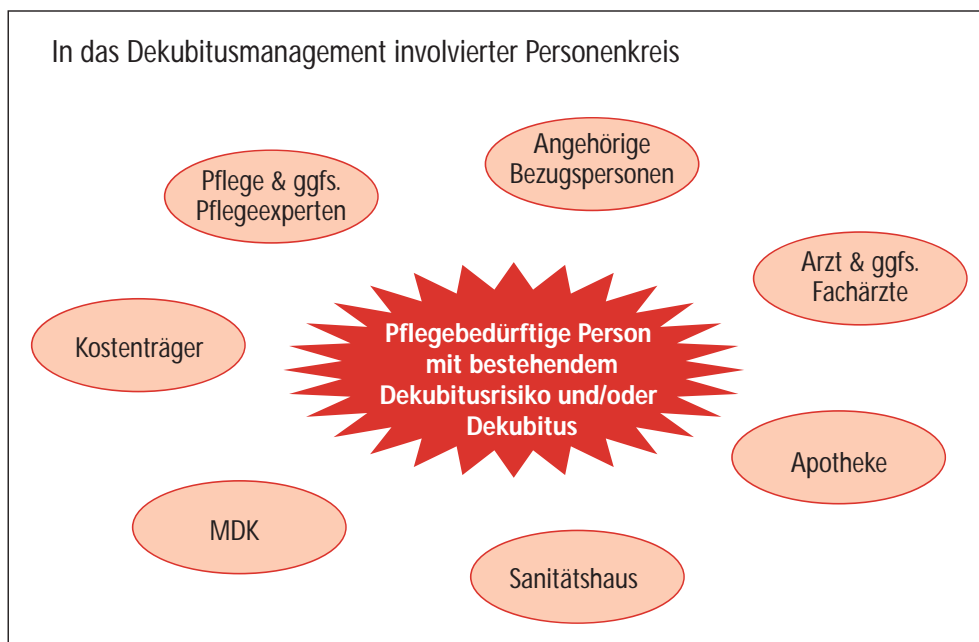 In das Dekubitusmanagement involvierter Personenkreis
Angehörige
Bezugspersonen
Pflege & ggfs.
Pflegeexperten
Arzt & ggfs.
Fachärzte
Kostenträger
Pflegebedürftige Person
mit bestehendem
Dekubitusrisiko und/oder
Dekubitus
Apotheke
MDK
Sanitätshaus